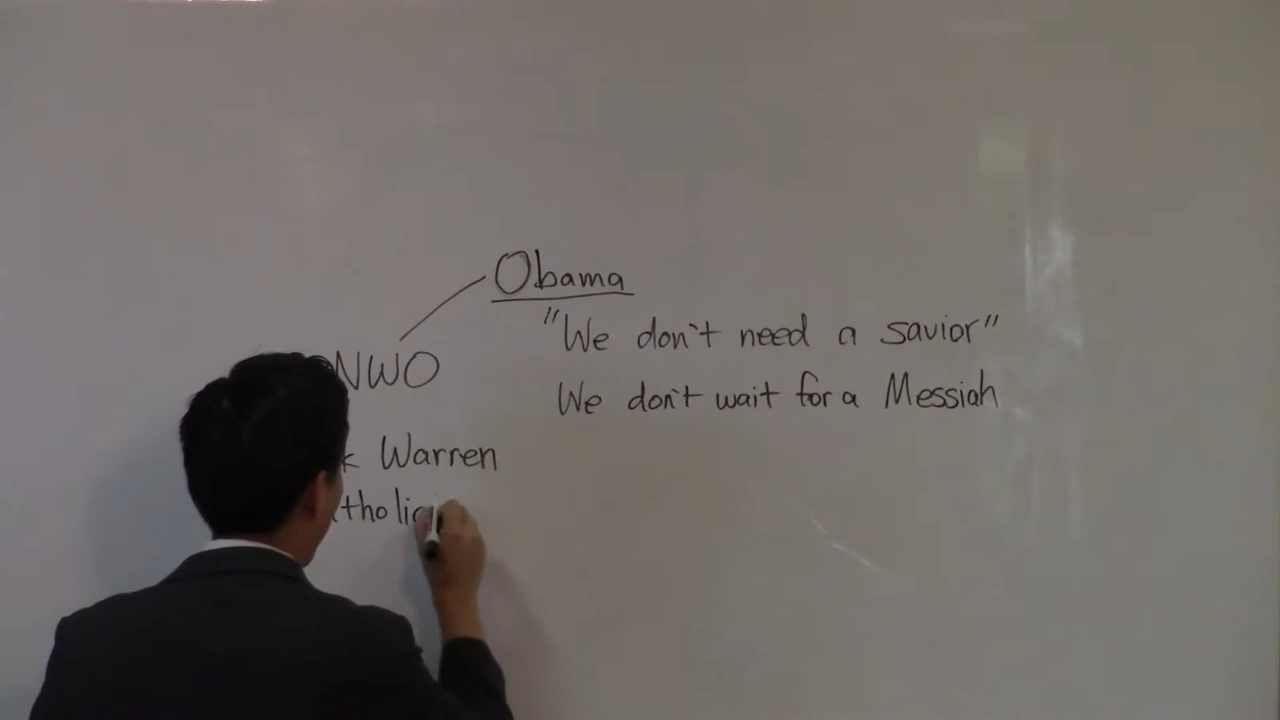 Obama
"We don't need a savior"
NWO
We don't wait for a Messiah
Warren